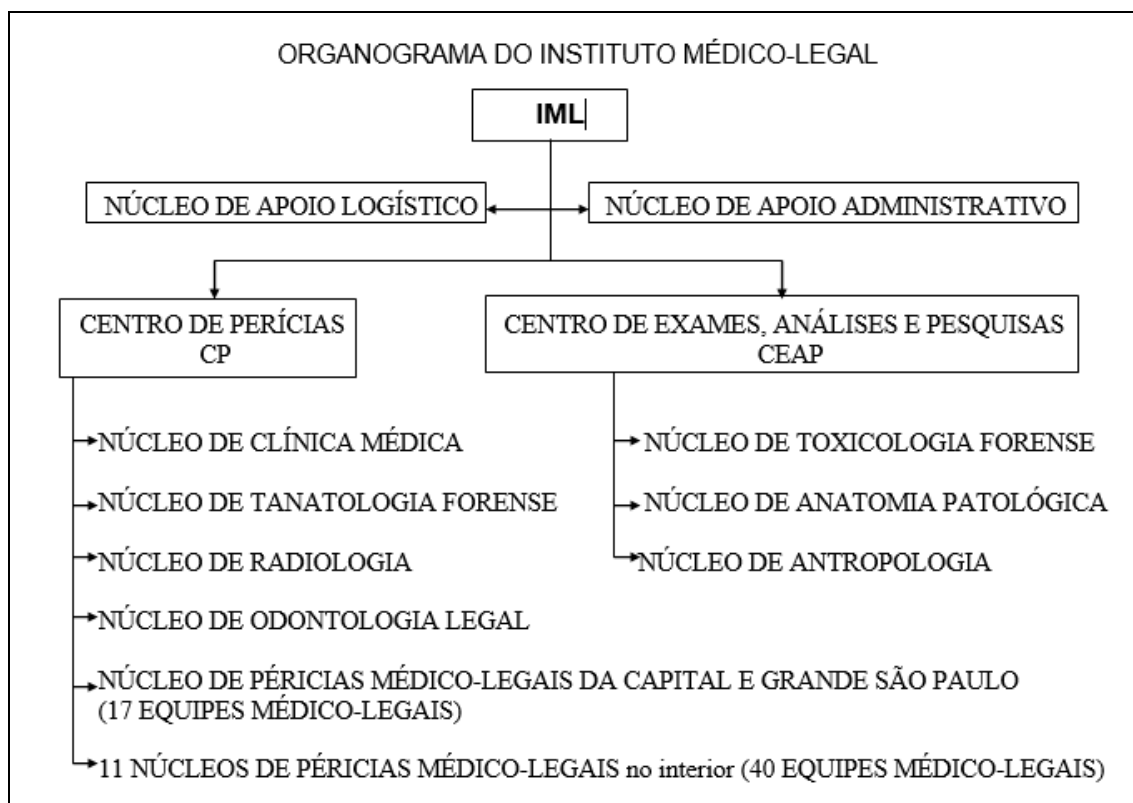 ORGANOGRAMA DO INSTITUTO MÉDICO-LEGAL
IML
NÚCLEO DE APOIO LOGÍSTICO
NÚCLEO DE APOIO ADMINISTRATIVO
CENTRO DE PERÍCIAS
CP
CENTRO DE EXAMES, ANÁLISES E PESQUISAS
CEAP
NÚCLEO DE CLÍNICA MÉDICA
NÚCLEO DE TANATOLOGIA FORENSE
NÚCLEO DE RADIOLOGIA
NÚCLEO DE ODONTOLOGIA LEGAL
NÚCLEO DE PÉRICIAS MÉDICO-LEGAIS DA CAPITAL E GRANDE SÃO PAULO
(17 EQUIPES MÉDICO-LEGAIS)
11 NÚCLEOS DE PÉRICIAS MÉDICO-LEGAIS no interior (40 EQUIPES MÉDICO-LEGAIS)
NÚCLEO DE TOXICOLOGIA FORENSE
NÚCLEO DE ANATOMIA PATOLÓGICA
NÚCLEO DE ANTROPOLOGIA